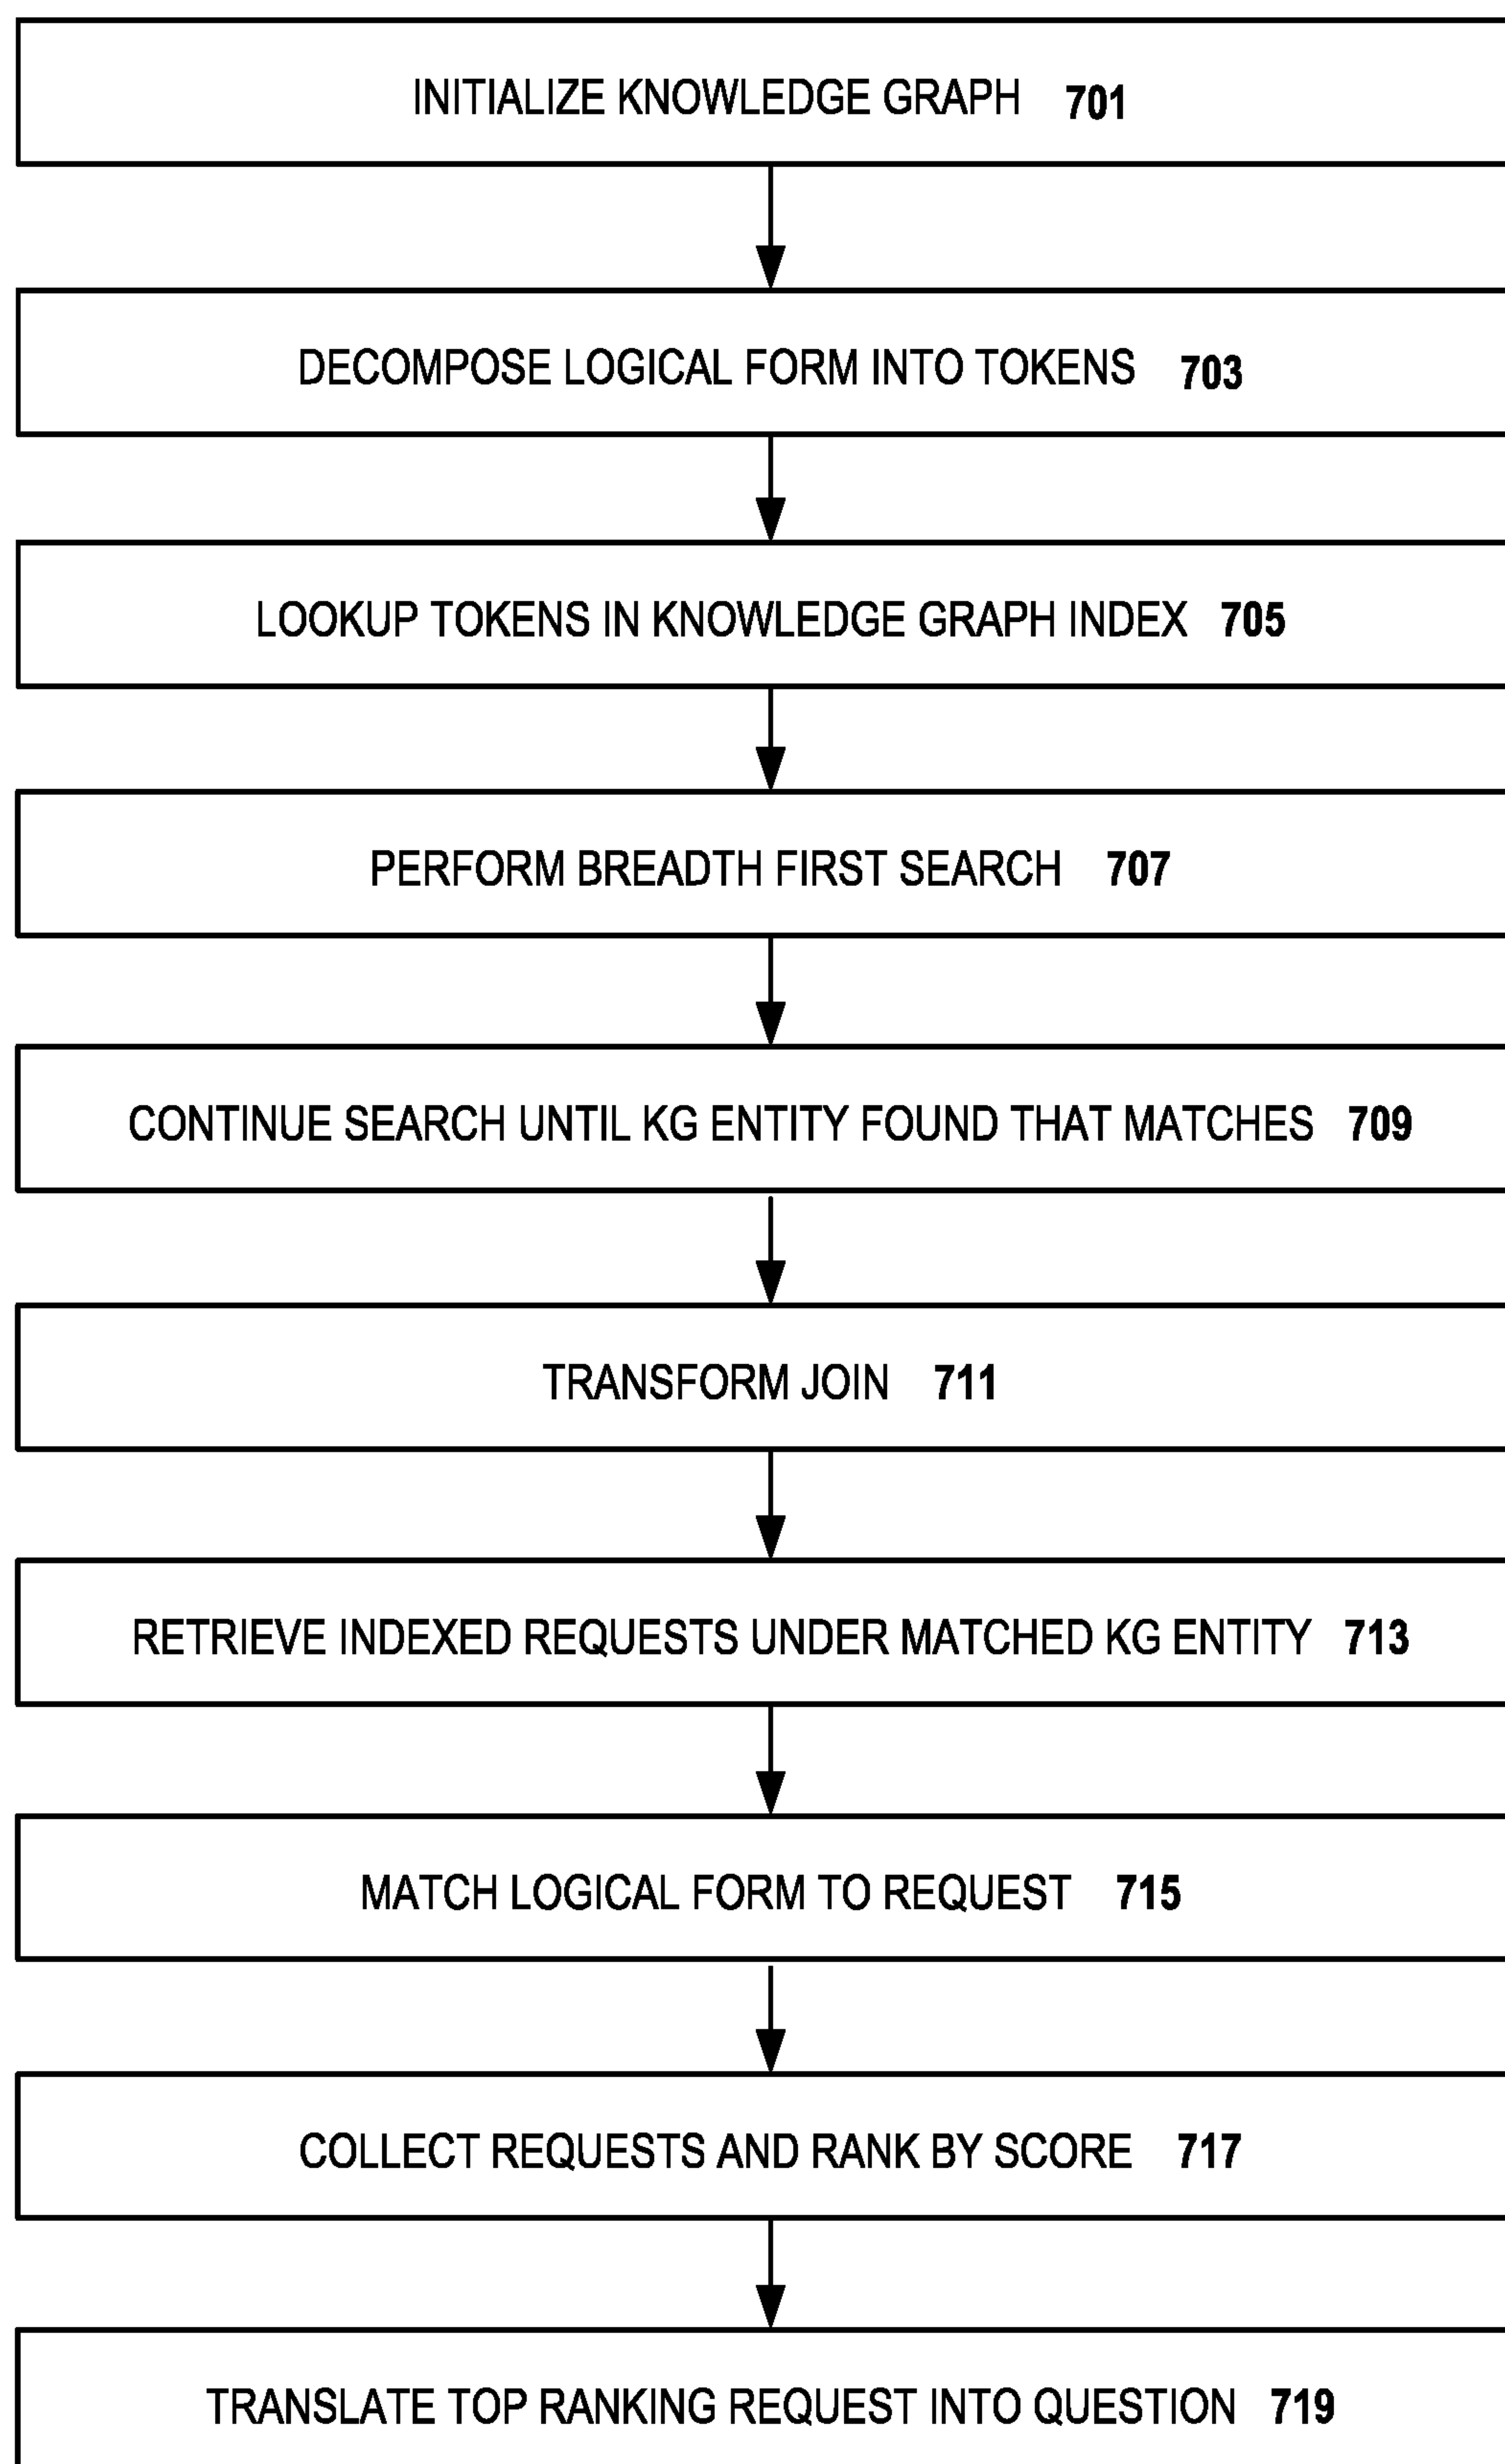 INITIALIZE KNOWLEDGE GRAPH 701
DECOMPOSE LOGICAL FORM INTO TOKENS 703
LOOKUP TOKENS IN KNOWLEDGE GRAPH INDEX 705
PERFORM BREADTH FIRST SEARCH 707
CONTINUE SEARCH UNTIL KG ENTITY FOUND THAT MATCHES 709
TRANSFORM JOIN 711
RETRIEVE INDEXED REQUESTS UNDER MATCHED KG ENTITY 713
MATCH LOGICAL FORM TO REQUEST 715
COLLECT REQUESTS AND RANK BY SCORE 717
TRANSLATE TOP RANKING REQUEST INTO QUESTION 719